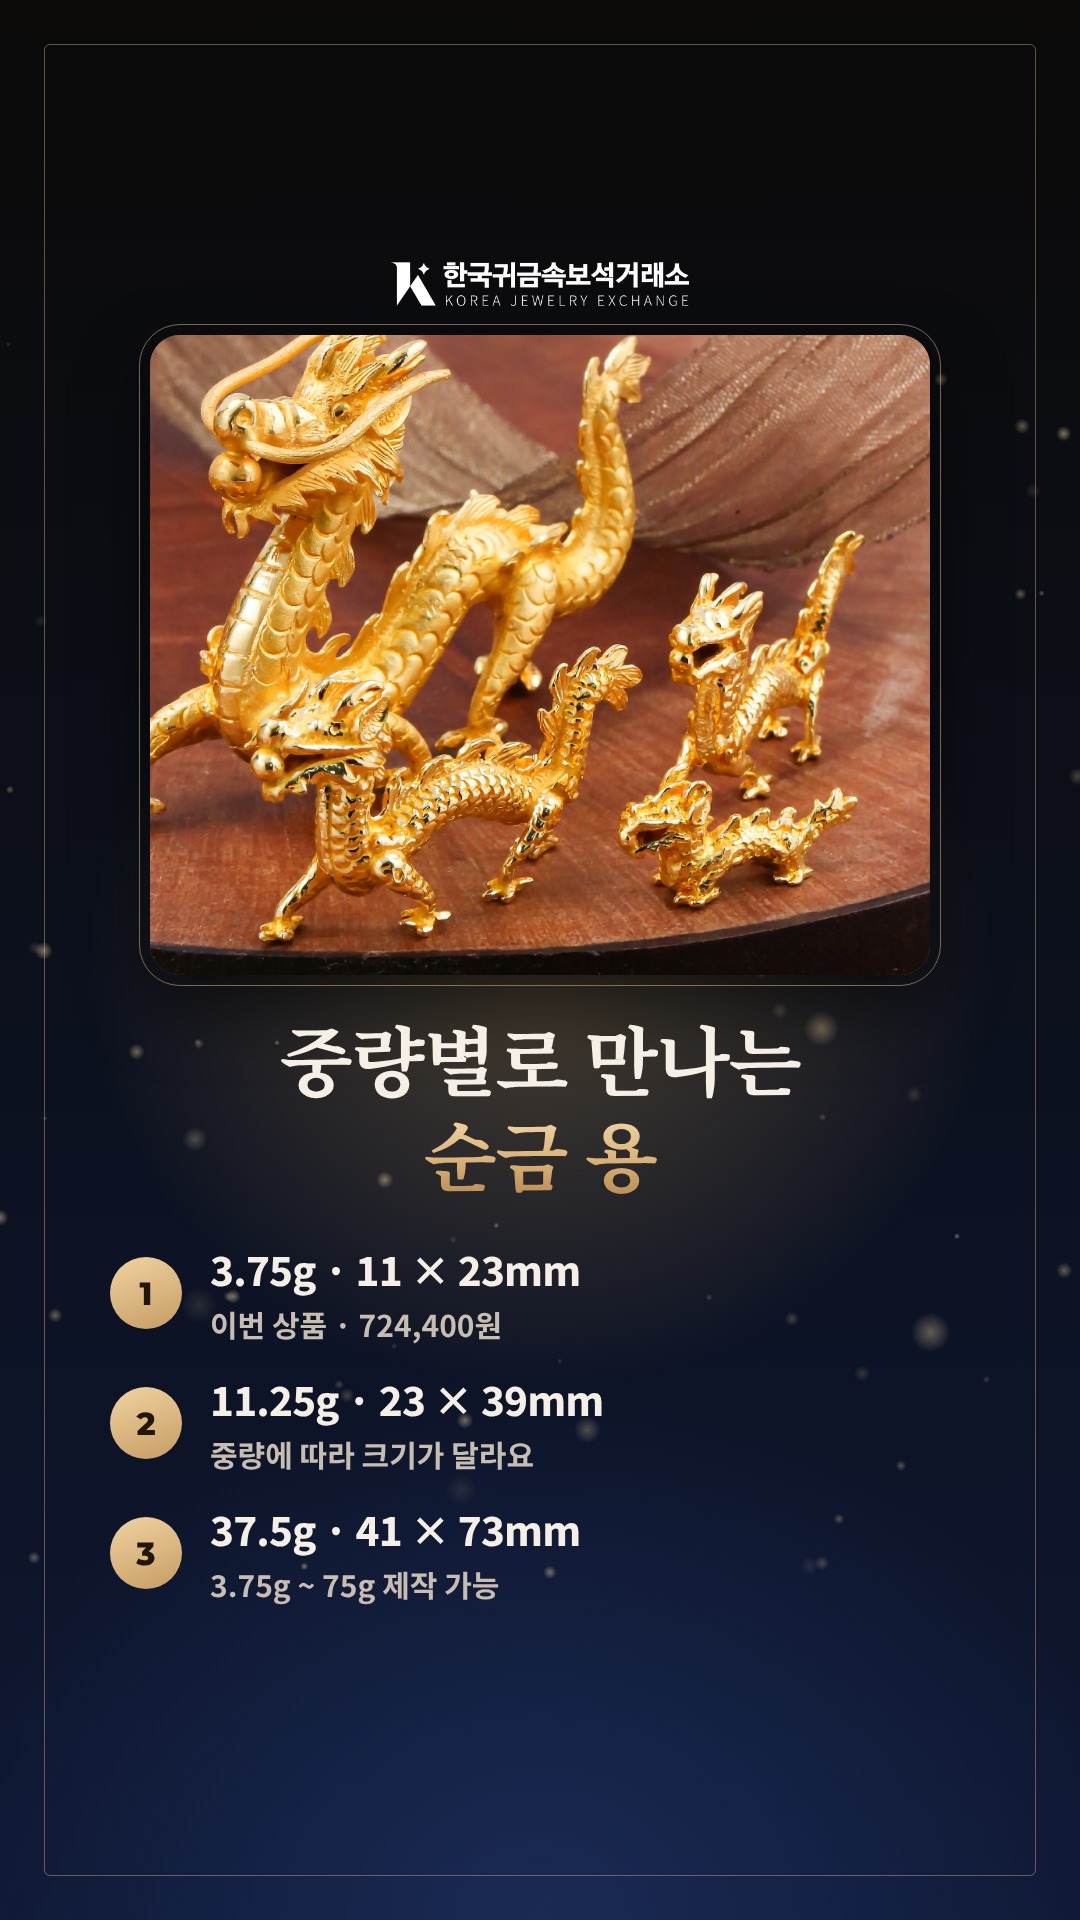 한국귀금속보석거래소
KOREA JEWELRY EXCHANGE
중량별로 만나는
순금 용
1
3.75g · 11 × 23mm
이번 상품 · 724,400원
2
11.25g · 23 × 39mm
중량에 따라 크기가 달라요
3
37.5g · 41 × 73mm
3.75g ~ 75g 제작 가능